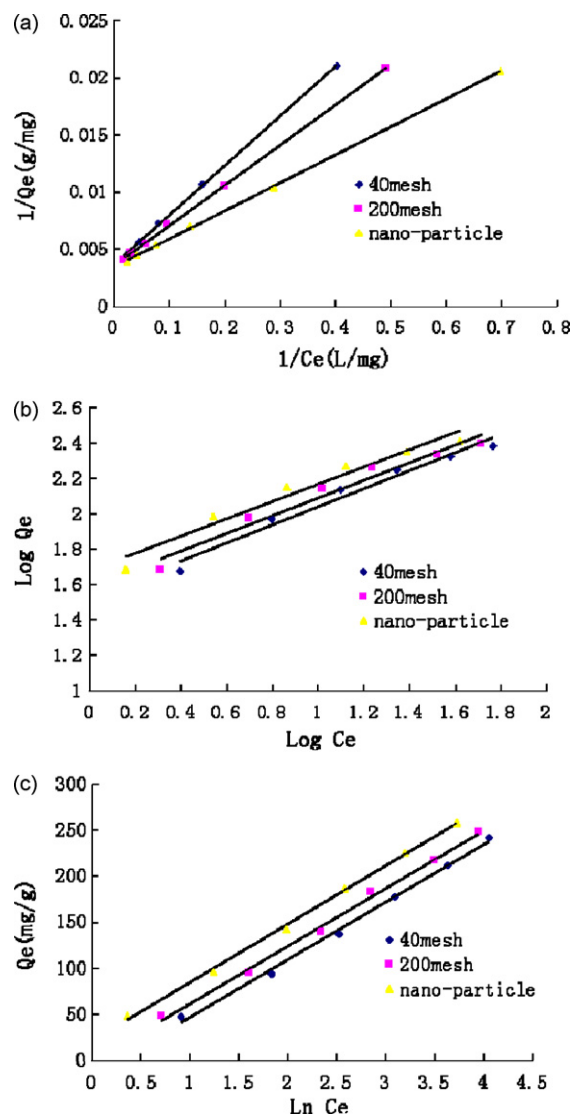 (a)
0.025
0.02
0.015
0.01
0.005
0
1/Qe(g/mg)
40mesh
200mesh
nano-particle
0 0.1 0.2 0.3 0.4 0.5 0.6 0.7 0.8
1/Ce(L/mg)
(b)
2.6
2.4
2.2
2
1.8
1.6
1.4
1.2
1
Log Qe
40mesh
200mesh
nano-particle
0 0.2 0.4 0.6 0.8 1 1.2 1.4 1.6 1.8 2
Log Ce
(c)
300
250
200
150
100
50
0
Qe(mg/g)
40mesh
200mesh
nano-particle
0 0.5 1 1.5 2 2.5 3 3.5 4 4.5
Ln Ce